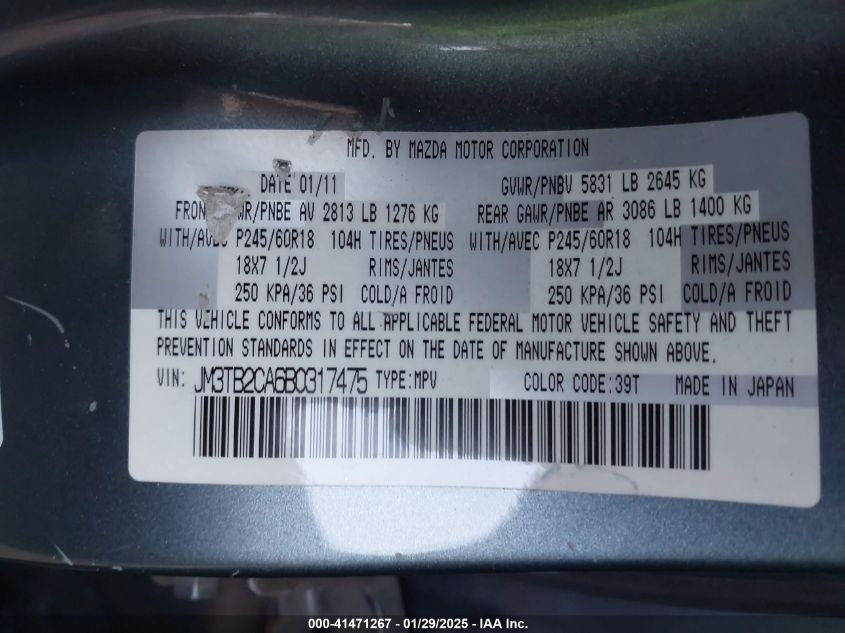 MFD. BY MAZDA MOTOR CORPORATION
DATE 01/11 GVWR/PNBV 5831 LB 2645 KG
FRON WR/PNBE AV 2813 LB 1276 KG REAR GAWR/PNBE AR 3086 LB 1400 KG
WITH/AVEC P245/60R18 104H TIRES/PNEUS WITH/AVEC P245/60R18 104H TIRES/PNEUS
18X7 1/2J RIMS/JANTES 18X7 1/2J RIMS/JANTES
250 KPA/36 PSI COLD/A FROID 250 KPA/36 PSI COLD/A FROID
THIS VEHICLE CONFORMS TO ALL APPLICABLE FEDERAL MOTOR VEHICLE SAFETY AND THEFT
PREVENTION STANDARDS IN EFFECT ON THE DATE OF MANUFACTURE SHOWN ABOVE.
VIN: JM3TB2CA6B0317475 TYPE:MPV COLOR CODE:39T MADE IN JAPAN
000-41471267 - 01/29/2025 - IAA Inc.